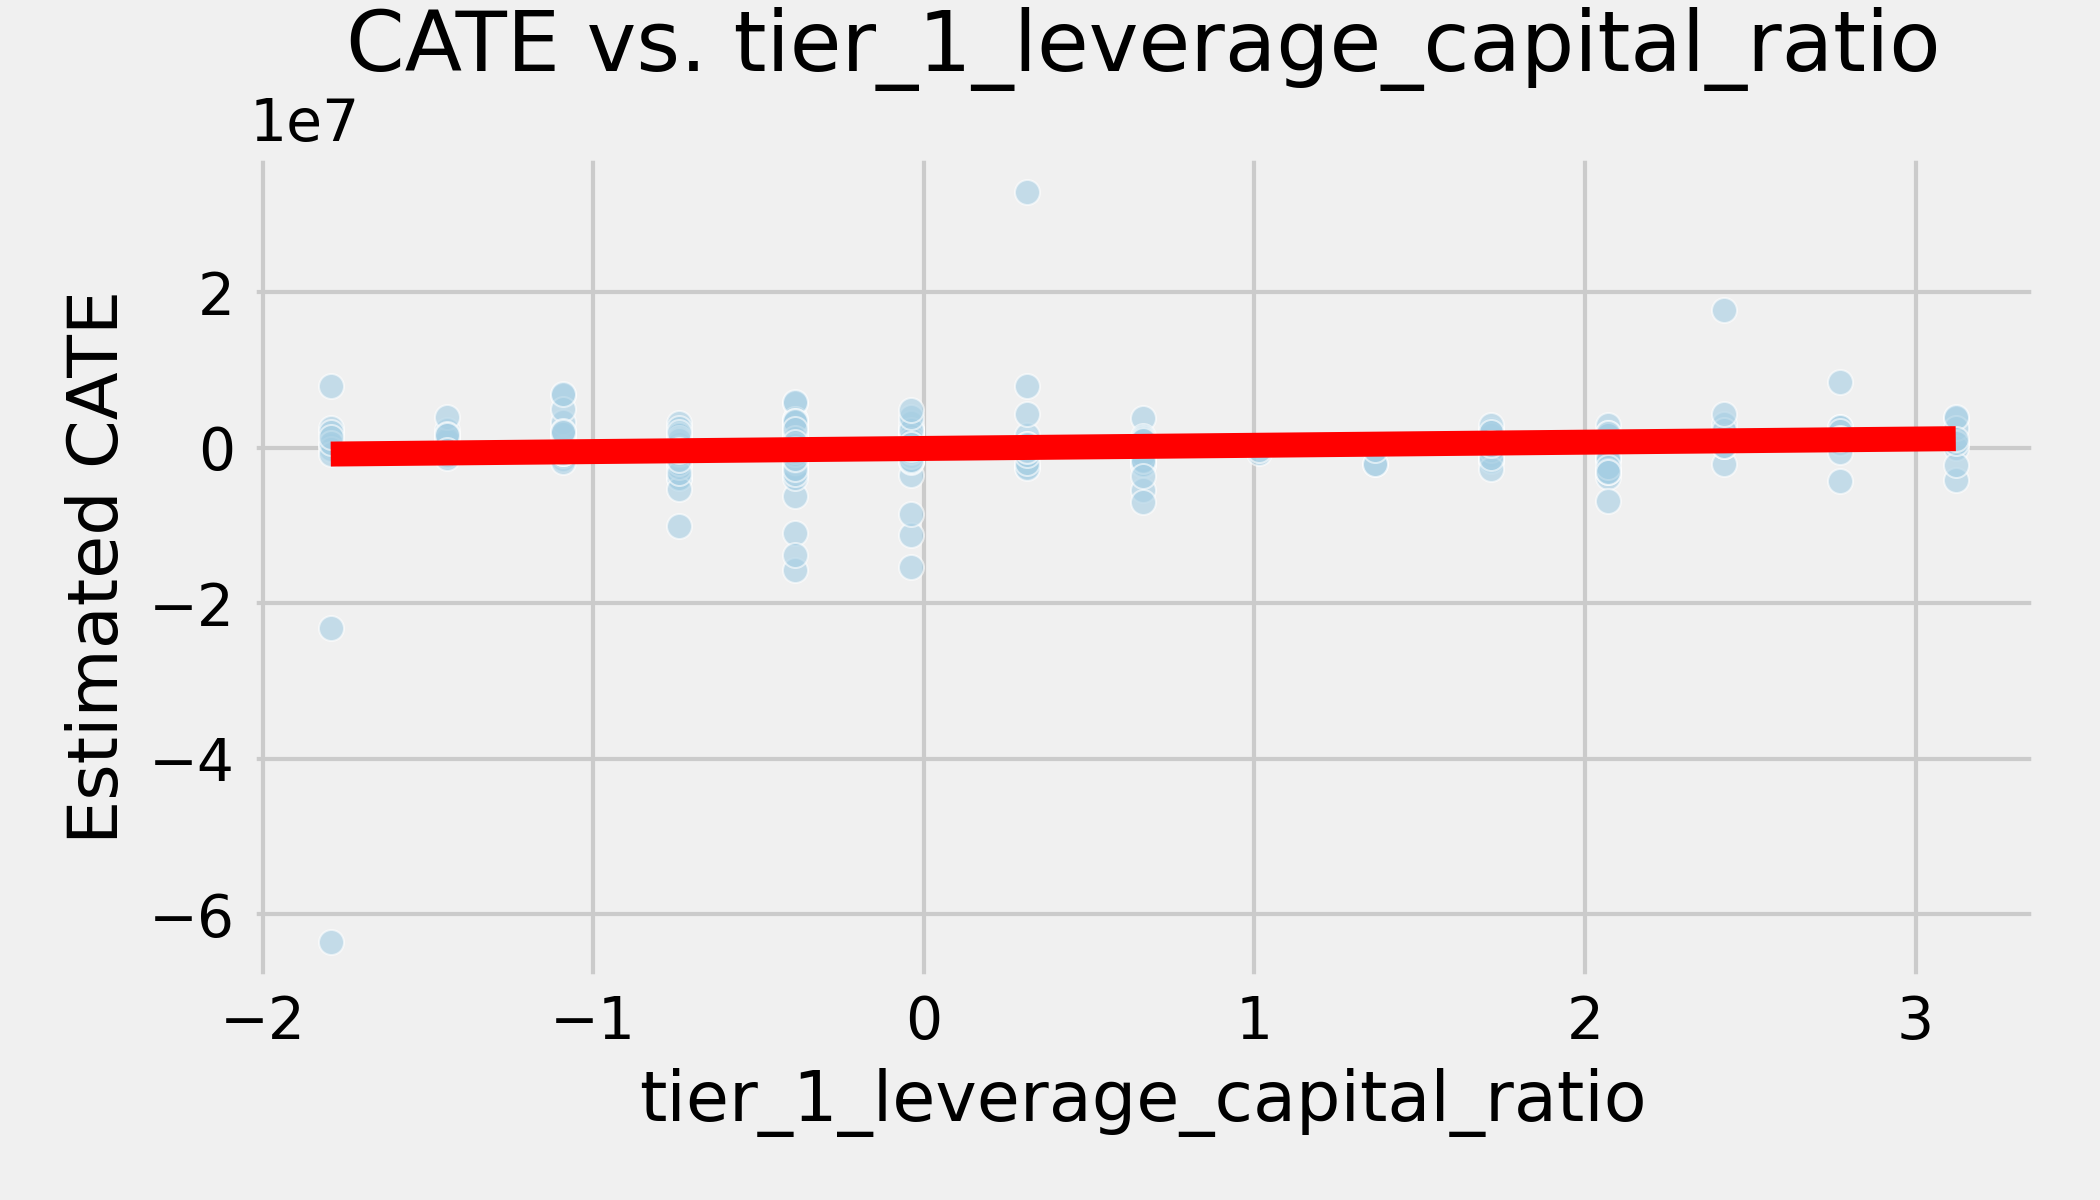 CATE vs. tier_1_leverage_capital_ratio
1e7
2
0
−2
−4
−6
Estimated CATE
−2 −1 0 1 2 3
tier_1_leverage_capital_ratio